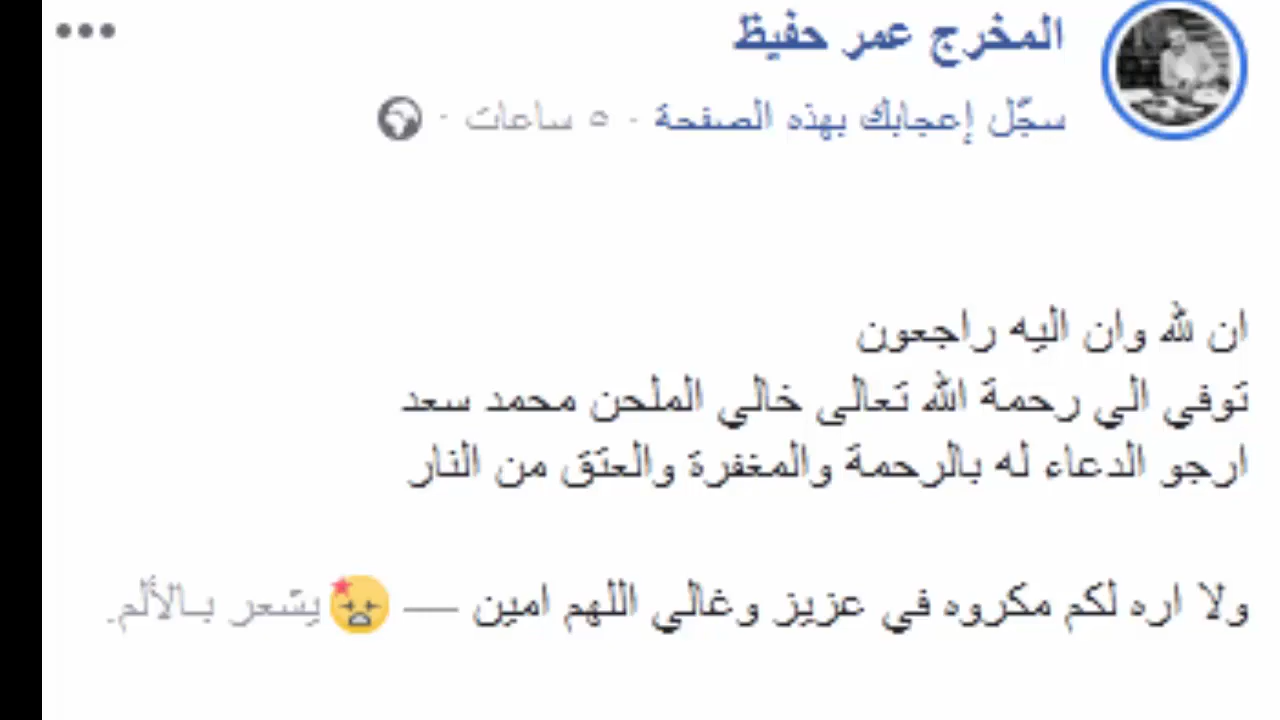 المخرج عمر حفيظ
سجّل إعجابك بهذه الصفحة · ٥ ساعات ·
ان لله وان اليه راجعون
توفي الي رحمة الله تعالى خالي الملحن محمد سعد
ارجو الدعاء له بالرحمة والمغفرة والعتق من النار
ولا اره لكم مكروه في عزيز وغالي اللهم امين — يشعر بـالألم.